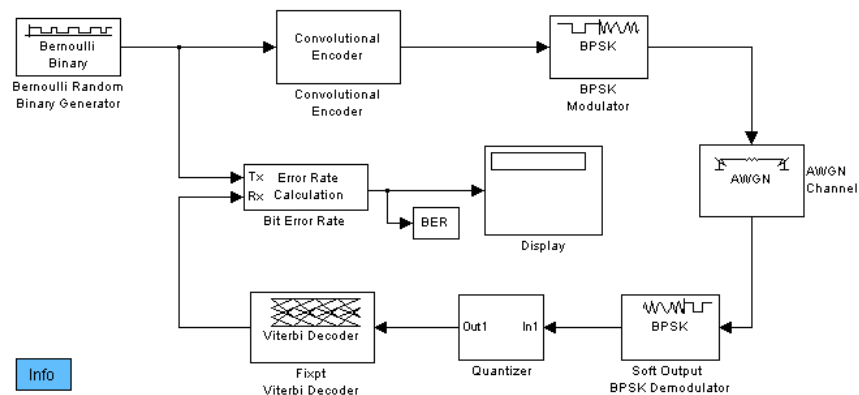 Bernoulli
Binary
Bernoulli Random
Binary Generator
Convolutional
Encoder
Convolutional
Encoder
BPSK
BPSK
Modulator
AWGN
AWGN
Channel
Tx
Rx
Error Rate
Calculation
Bit Error Rate
BER
Display
Viterbi Decoder
Fixpt
Viterbi Decoder
Out1
In1
Quantizer
BPSK
Soft Output
BPSK Demodulator
Info